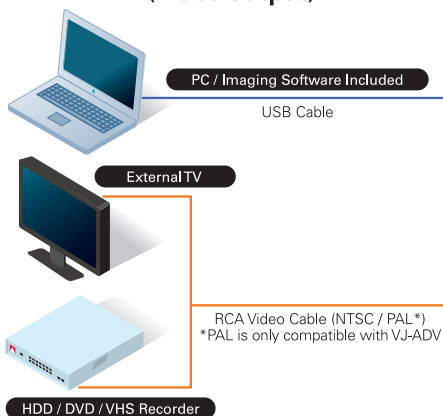 PC / Imaging Software Included
USB Cable
External TV
RCA Video Cable (NTSC / PAL*)
*PAL is only compatible with VJ-ADV
HDD / DVD / VHS Recorder